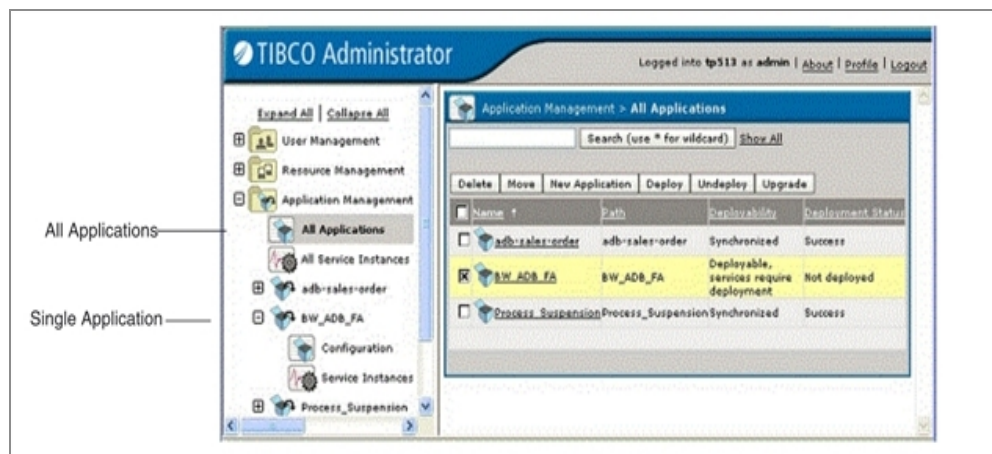 TIBCO Administrator
Logged into tp513 as admin | About | Profile | Logout
Expand All | Collapse All
User Management
Resource Management
Application Management
All Applications
All Service Instances
adb-sales-order
BW_ADB_FA
Configuration
Service Instances
Process_Suspension
All Applications
Single Application
Application Management > All Applications
Search (use * for wildcard) Show All
Delete Move New Application Deploy Undeploy Upgrade
Name ↑ Path Deployability Deployment Status
adb-sales-order adb-sales-order Synchronized Success
BW_ADB_FA BW_ADB_FA Deployable, services require deployment Not deployed
Process_Suspension Process_Suspension Synchronized Success